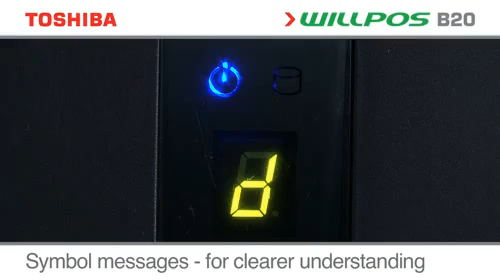 TOSHIBA
WILLPOS B20
d
Symbol messages - for clearer understanding